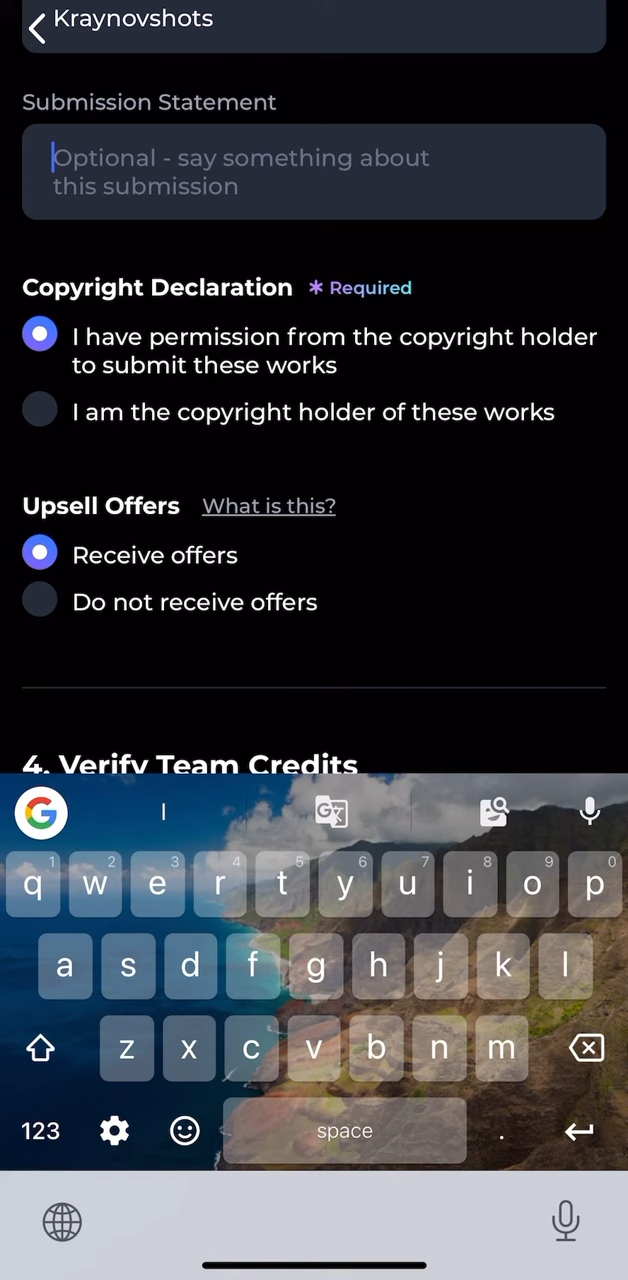 Kraynovshots
Submission Statement
Optional - say something about
this submission
Copyright Declaration * Required
I have permission from the copyright holder
to submit these works
I am the copyright holder of these works
Upsell Offers What is this?
Receive offers
Do not receive offers
4. Verify Team Credits
G I G
q 1 w 2 e 3 r 4 t 5 y 6 u 7 i 8 o 9 p 0
a s d f g h j k l
z x c v b n m
123 space .